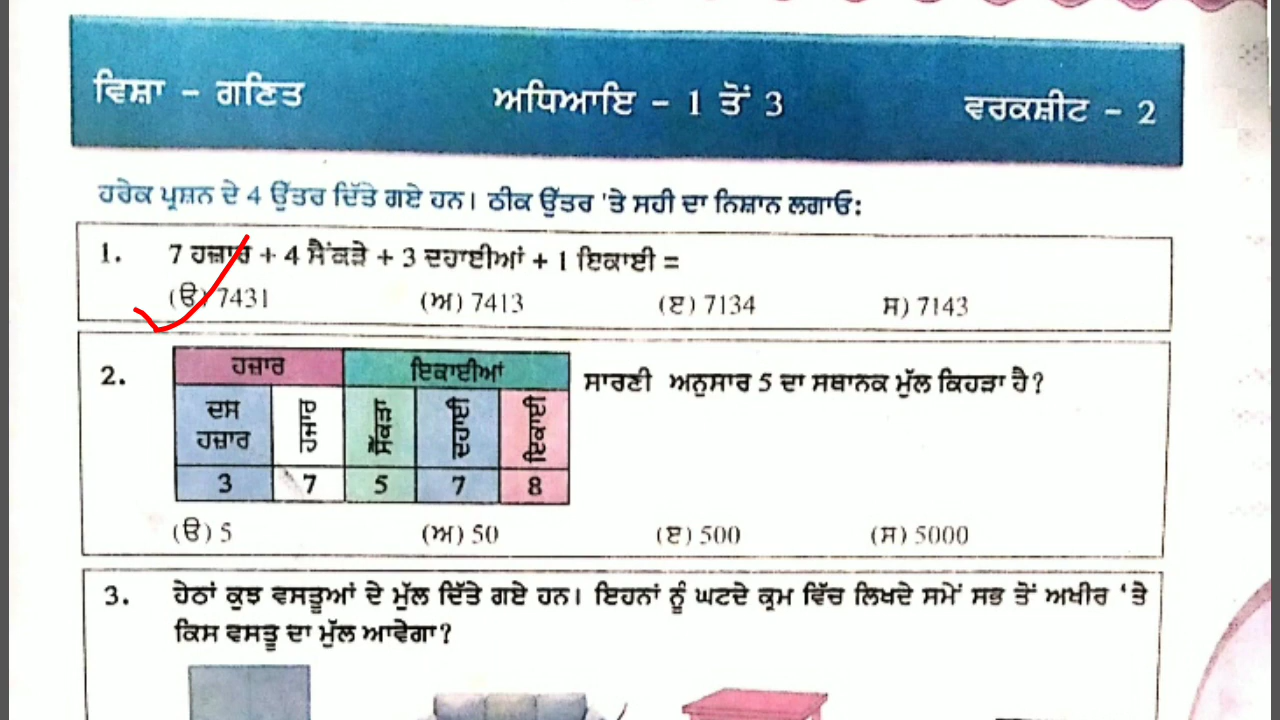 ਵਿਸ਼ਾ - ਗਣਿਤ ਅਧਿਆਇ - 1 ਤੋਂ 3 ਵਰਕਸ਼ੀਟ - 2
ਹਰੇਕ ਪ੍ਰਸ਼ਨ ਦੇ 4 ਉੱਤਰ ਦਿੱਤੇ ਗਏ ਹਨ। ਠੀਕ ਉੱਤਰ 'ਤੇ ਸਹੀ ਦਾ ਨਿਸ਼ਾਨ ਲਗਾਓ:
1. 7 ਹਜ਼ਾਰ + 4 ਸੈਂਕੜੇ + 3 ਦਹਾਈਆਂ + 1 ਇਕਾਈ =
(ੳ) 7431 (ਅ) 7413 (ੲ) 7134 ਸ) 7143
2. ਹਜ਼ਾਰ ਇਕਾਈਆਂ
ਸਾਰਣੀ ਅਨੁਸਾਰ 5 ਦਾ ਸਥਾਨਕ ਮੁੱਲ ਕਿਹੜਾ ਹੈ?
ਦਸ ਹਜ਼ਾਰ ਹਜ਼ਾਰ ਸੈਂਕੜਾ ਦਹਾਈ ਇਕਾਈ
3 7 5 7 8
(ੳ) 5 (ਅ) 50 (ੲ) 500 (ਸ) 5000
3. ਹੇਠਾਂ ਕੁਝ ਵਸਤੂਆਂ ਦੇ ਮੁੱਲ ਦਿੱਤੇ ਗਏ ਹਨ। ਇਹਨਾਂ ਨੂੰ ਘਟਦੇ ਕ੍ਰਮ ਵਿੱਚ ਲਿਖਦੇ ਸਮੇਂ ਸਭ ਤੋਂ ਅਖੀਰ 'ਤੇ
ਕਿਸ ਵਸਤੂ ਦਾ ਮੁੱਲ ਆਵੇਗਾ?